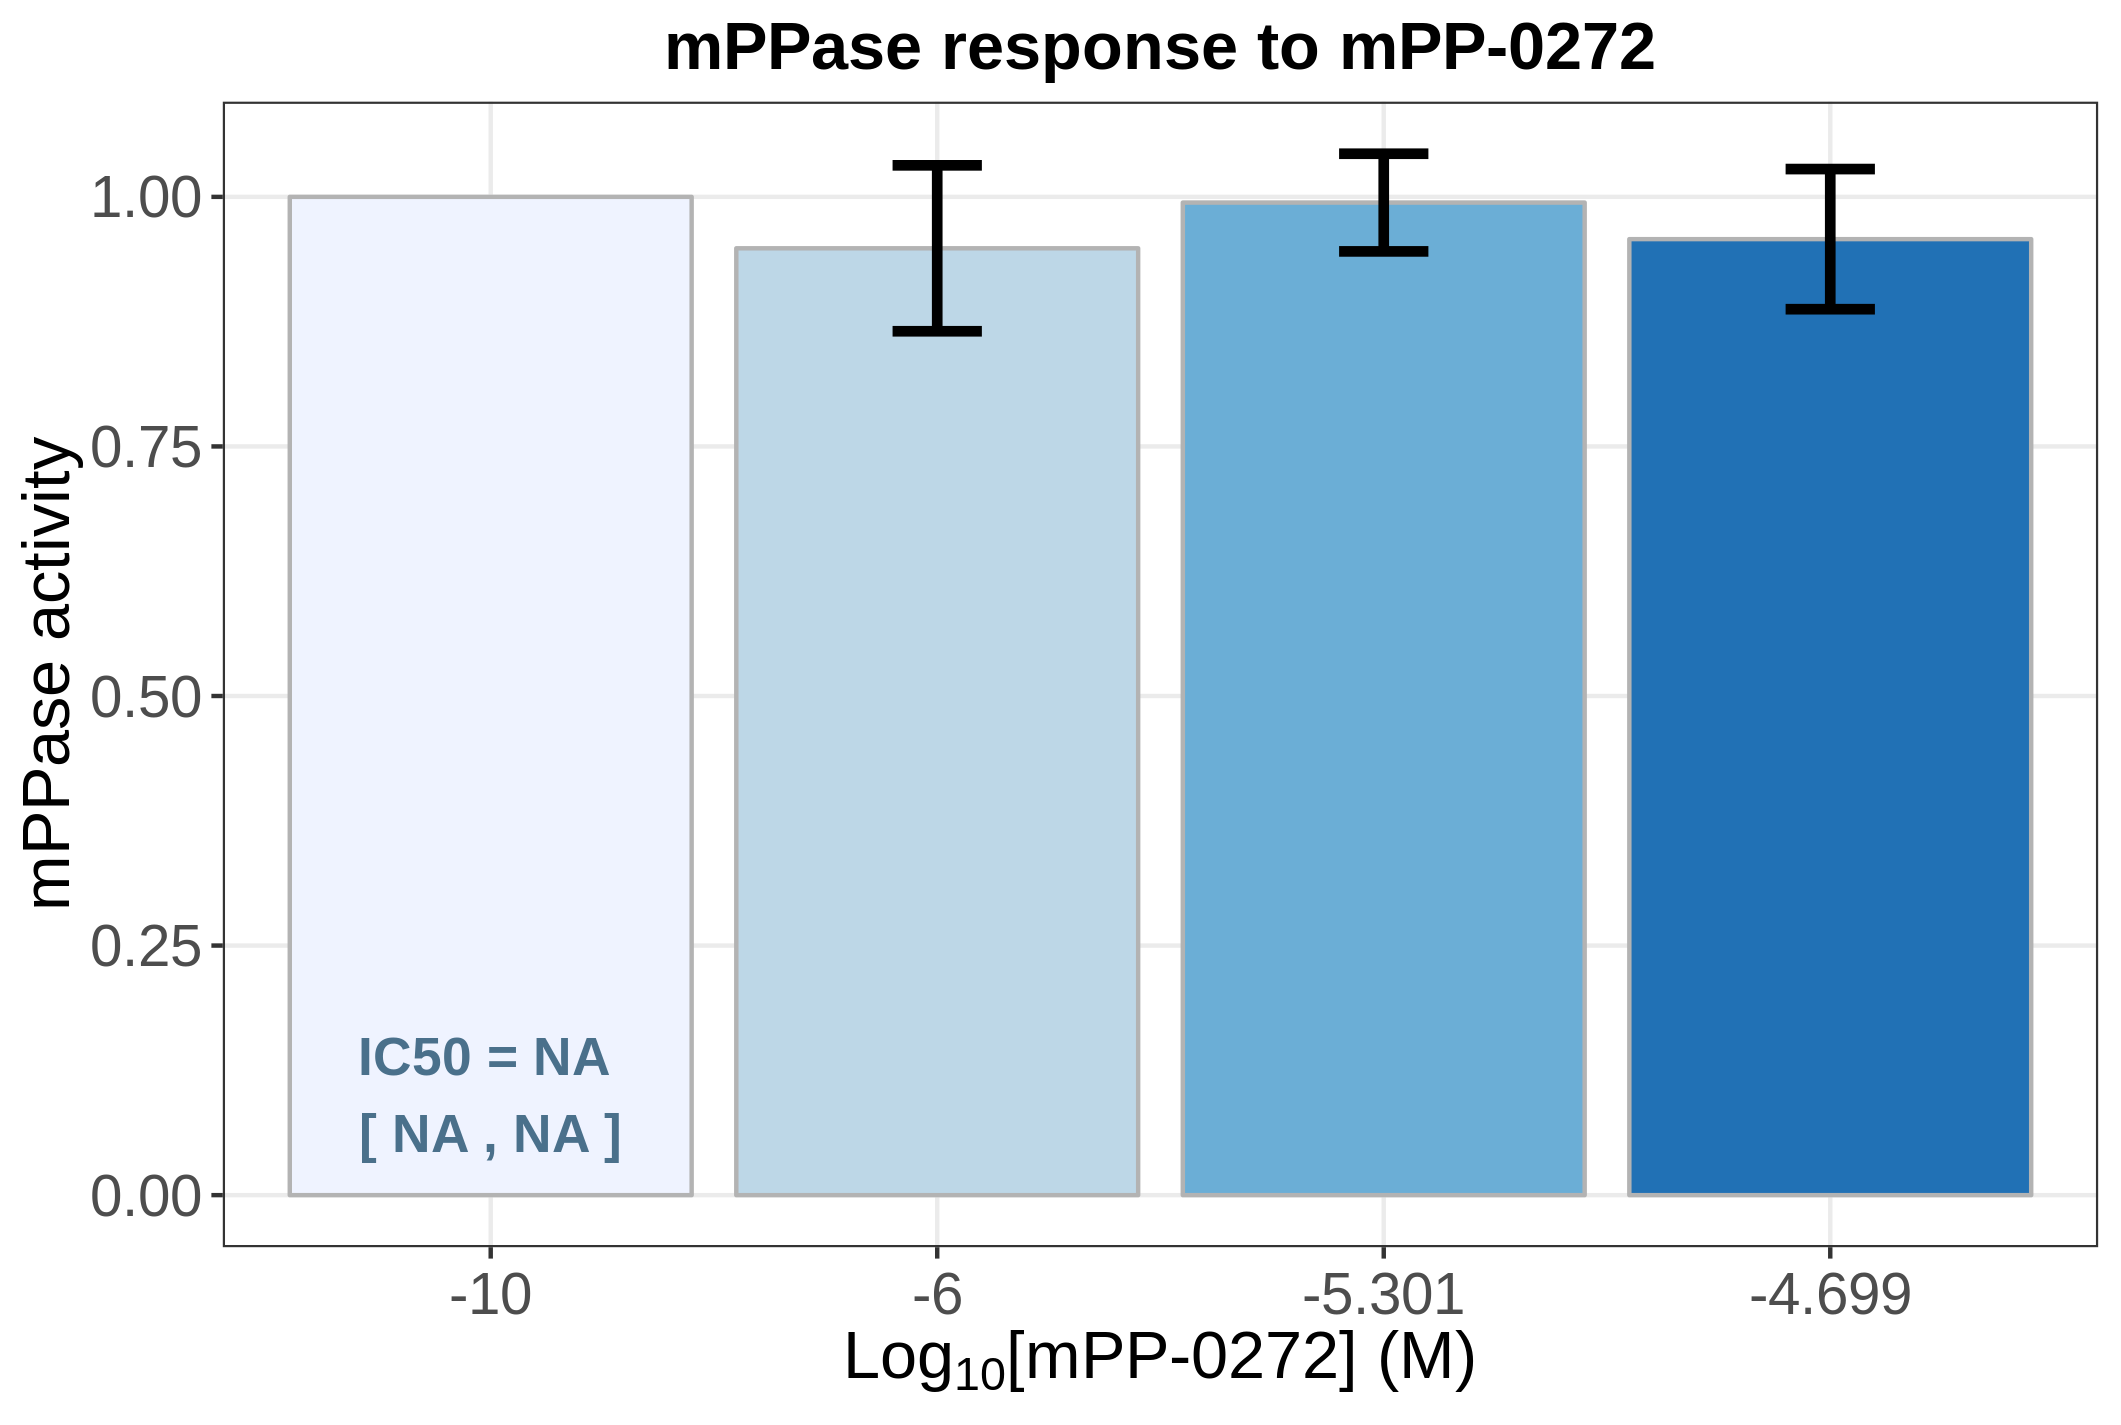 mPPase response to mPP-0272
mPPase activity
1.00
0.75
0.50
0.25
0.00
IC50 = NA
[ NA , NA ]
-10
-6
-5.301
-4.699
Log₁₀[mPP-0272] (M)